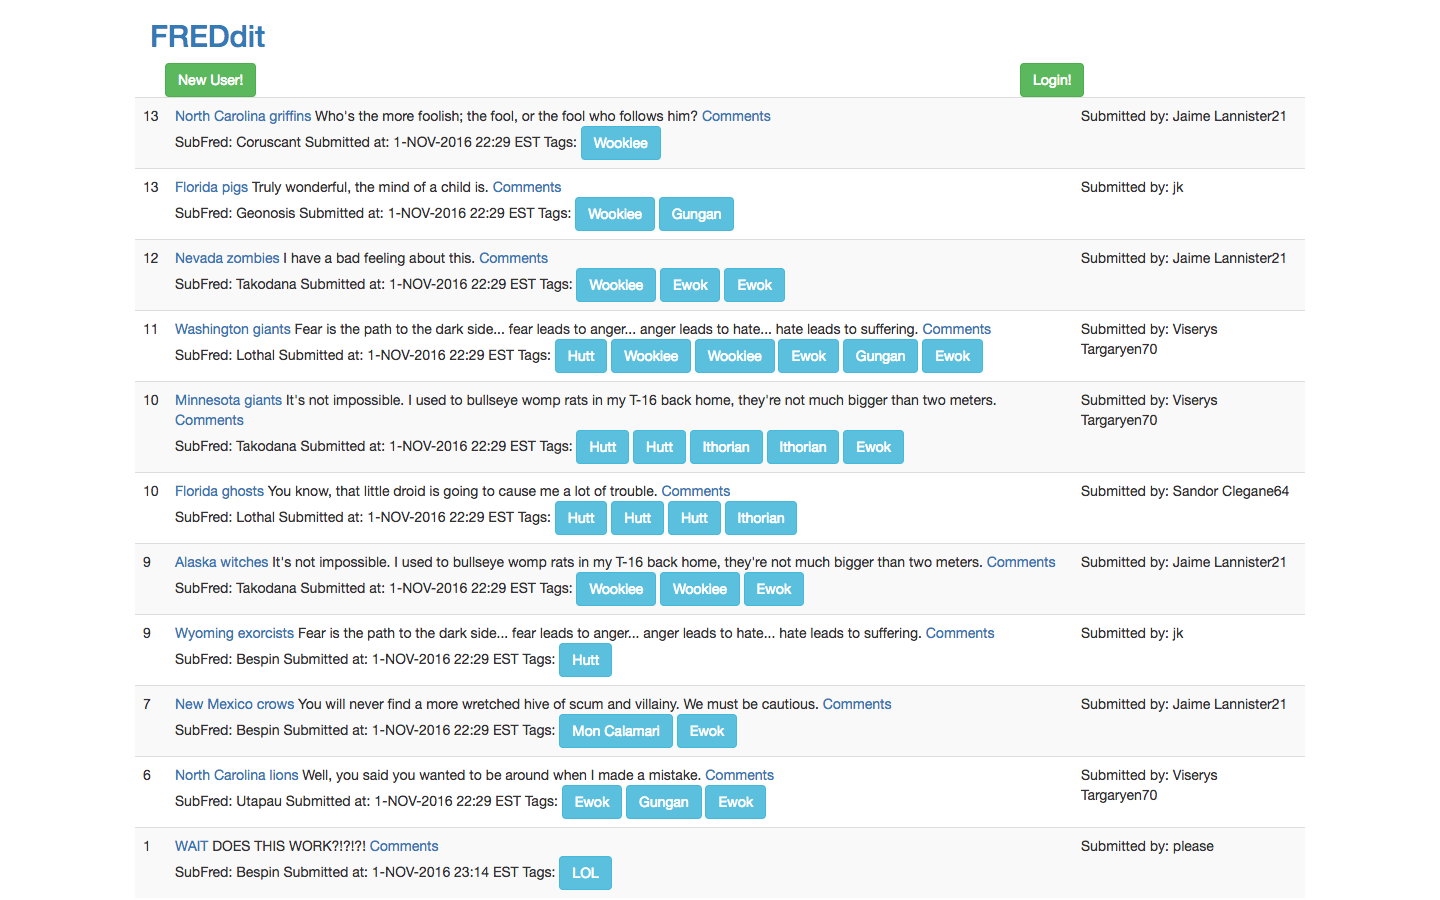 FREDdit
New User! Login!
13 North Carolina griffins Who's the more foolish; the fool, or the fool who follows him? Comments Submitted by: Jaime Lannister21
SubFred: Coruscant Submitted at: 1-NOV-2016 22:29 EST Tags: Wookiee
13 Florida pigs Truly wonderful, the mind of a child is. Comments Submitted by: jk
SubFred: Geonosis Submitted at: 1-NOV-2016 22:29 EST Tags: Wookiee Gungan
12 Nevada zombies I have a bad feeling about this. Comments Submitted by: Jaime Lannister21
SubFred: Takodana Submitted at: 1-NOV-2016 22:29 EST Tags: Wookiee Ewok Ewok
11 Washington giants Fear is the path to the dark side... fear leads to anger... anger leads to hate... hate leads to suffering. Comments Submitted by: Viserys
Targaryen70
SubFred: Lothal Submitted at: 1-NOV-2016 22:29 EST Tags: Hutt Wookiee Wookiee Ewok Gungan Ewok
10 Minnesota giants It's not impossible. I used to bullseye womp rats in my T-16 back home, they're not much bigger than two meters. Submitted by: Viserys
Comments Targaryen70
SubFred: Takodana Submitted at: 1-NOV-2016 22:29 EST Tags: Hutt Hutt Ithorian Ithorian Ewok
10 Florida ghosts You know, that little droid is going to cause me a lot of trouble. Comments Submitted by: Sandor Clegane64
SubFred: Lothal Submitted at: 1-NOV-2016 22:29 EST Tags: Hutt Hutt Hutt Ithorian
9 Alaska witches It's not impossible. I used to bullseye womp rats in my T-16 back home, they're not much bigger than two meters. Comments Submitted by: Jaime Lannister21
SubFred: Takodana Submitted at: 1-NOV-2016 22:29 EST Tags: Wookiee Wookiee Ewok
9 Wyoming exorcists Fear is the path to the dark side... fear leads to anger... anger leads to hate... hate leads to suffering. Comments Submitted by: jk
SubFred: Bespin Submitted at: 1-NOV-2016 22:29 EST Tags: Hutt
7 New Mexico crows You will never find a more wretched hive of scum and villainy. We must be cautious. Comments Submitted by: Jaime Lannister21
SubFred: Bespin Submitted at: 1-NOV-2016 22:29 EST Tags: Mon Calamari Ewok
6 North Carolina lions Well, you said you wanted to be around when I made a mistake. Comments Submitted by: Viserys
Targaryen70
SubFred: Utapau Submitted at: 1-NOV-2016 22:29 EST Tags: Ewok Gungan Ewok
1 WAIT DOES THIS WORK?!?!?! Comments Submitted by: please
SubFred: Bespin Submitted at: 1-NOV-2016 23:14 EST Tags: LOL